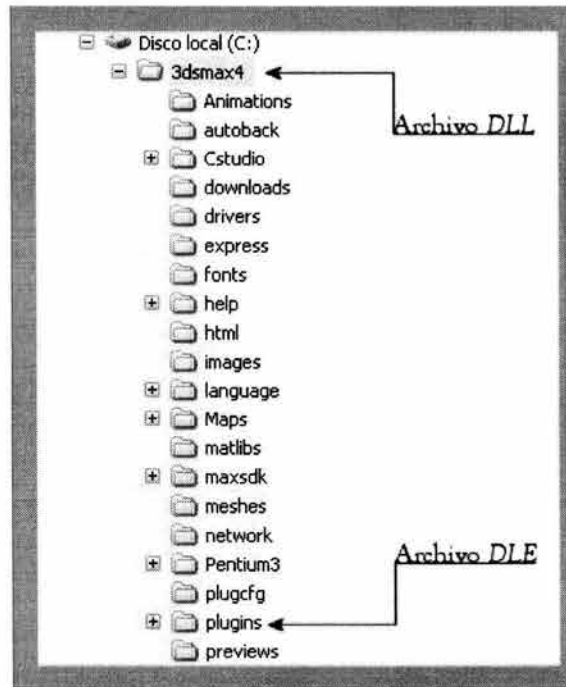 Disco local (C:)
3dsmax4
Animations
Archivo DLL
autoback
Cstudio
downloads
drivers
express
fonts
help
html
images
language
Maps
matlibs
maxsdk
meshes
network
Archivo DLE
Pentium3
plugcfg
plugins
previews